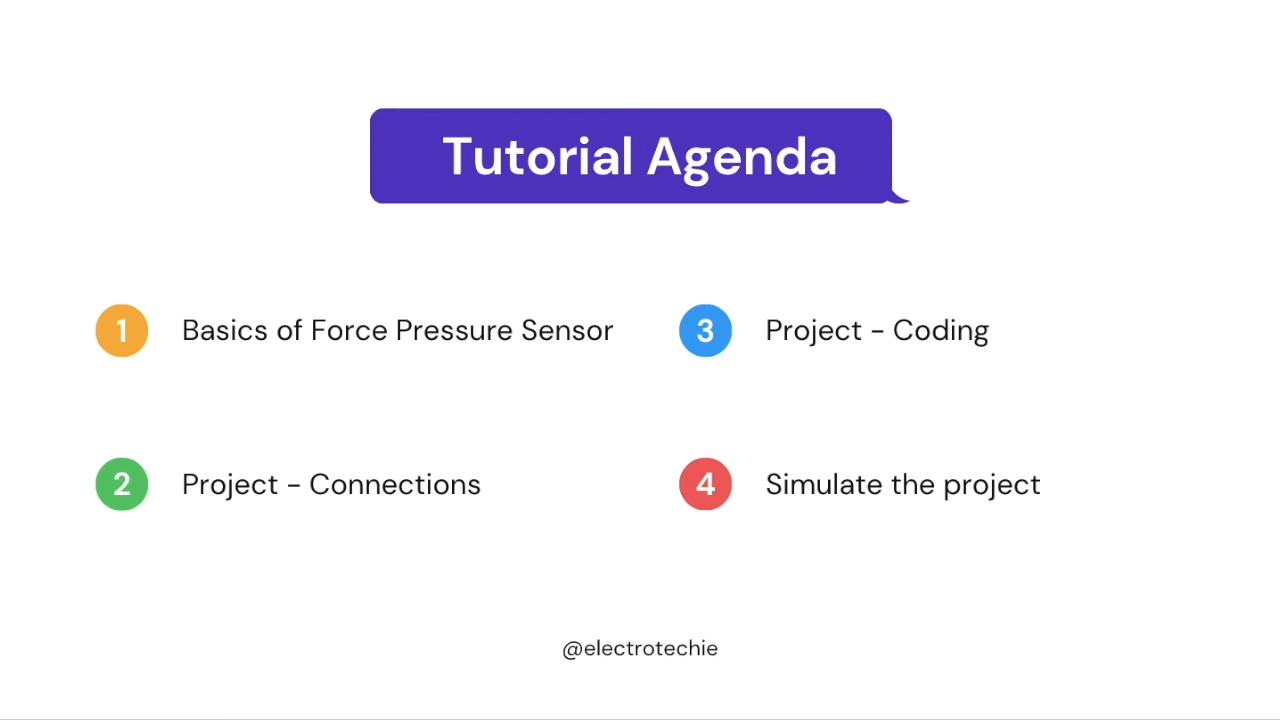 Tutorial Agenda
1 Basics of Force Pressure Sensor
2 Project - Connections
3 Project - Coding
4 Simulate the project
@electrotechie